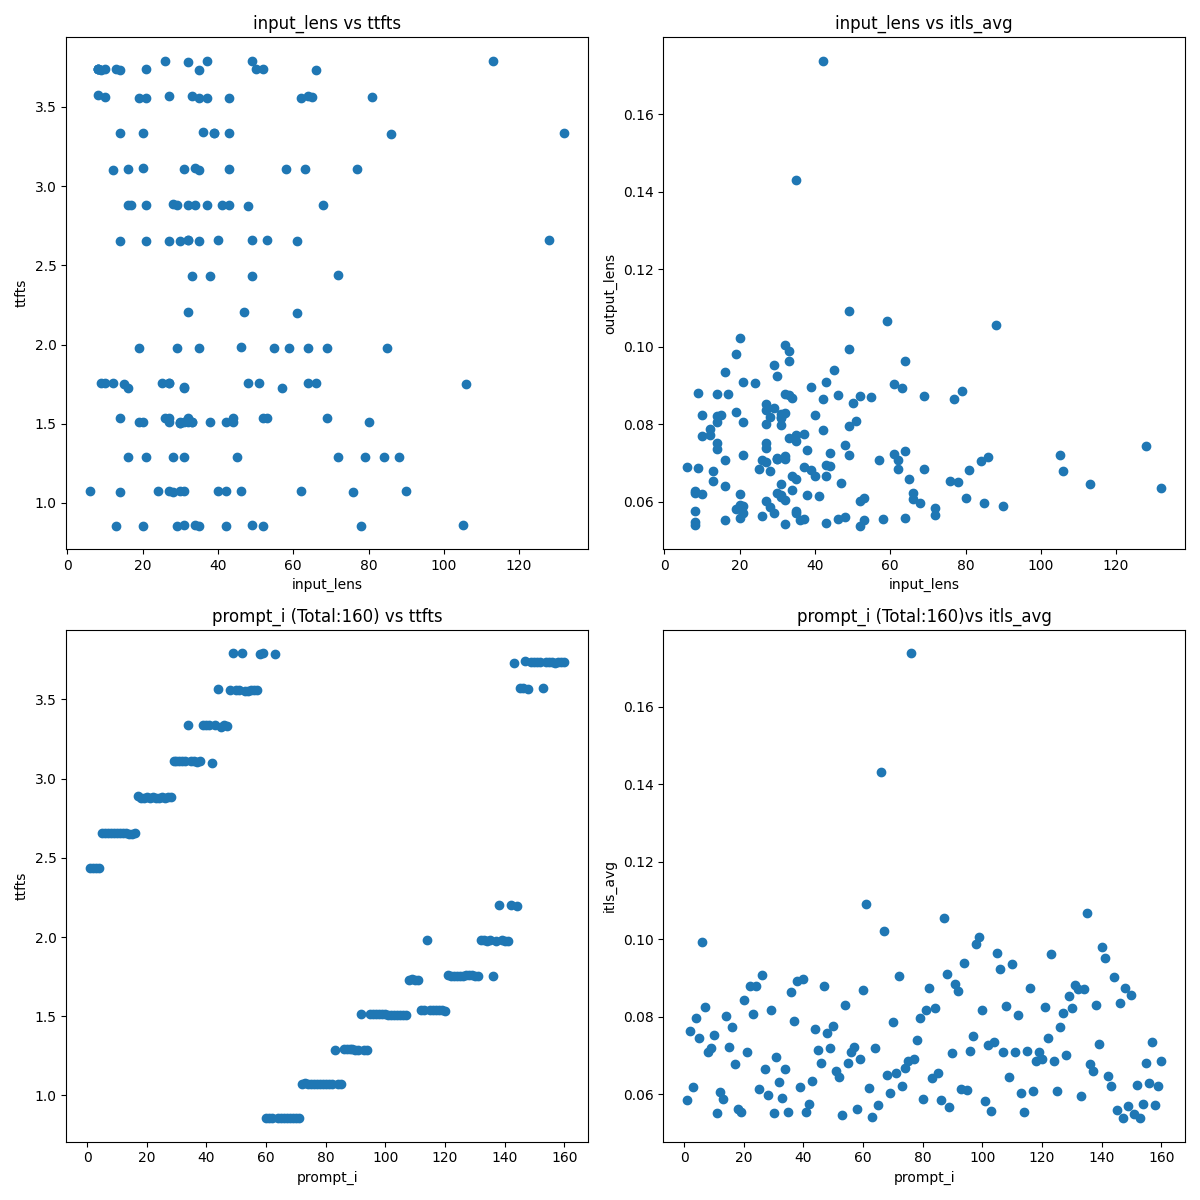 input_lens vs ttfts
ttfts
3.5
3.0
2.5
2.0
1.5
1.0
0 20 40 60 80 100 120
input_lens
input_lens vs itls_avg
output_lens
0.16
0.14
0.12
0.10
0.08
0.06
0 20 40 60 80 100 120
input_lens
prompt_i (Total:160) vs ttfts
ttfts
3.5
3.0
2.5
2.0
1.5
1.0
0 20 40 60 80 100 120 140 160
prompt_i
prompt_i (Total:160)vs itls_avg
itls_avg
0.16
0.14
0.12
0.10
0.08
0.06
0 20 40 60 80 100 120 140 160
prompt_i